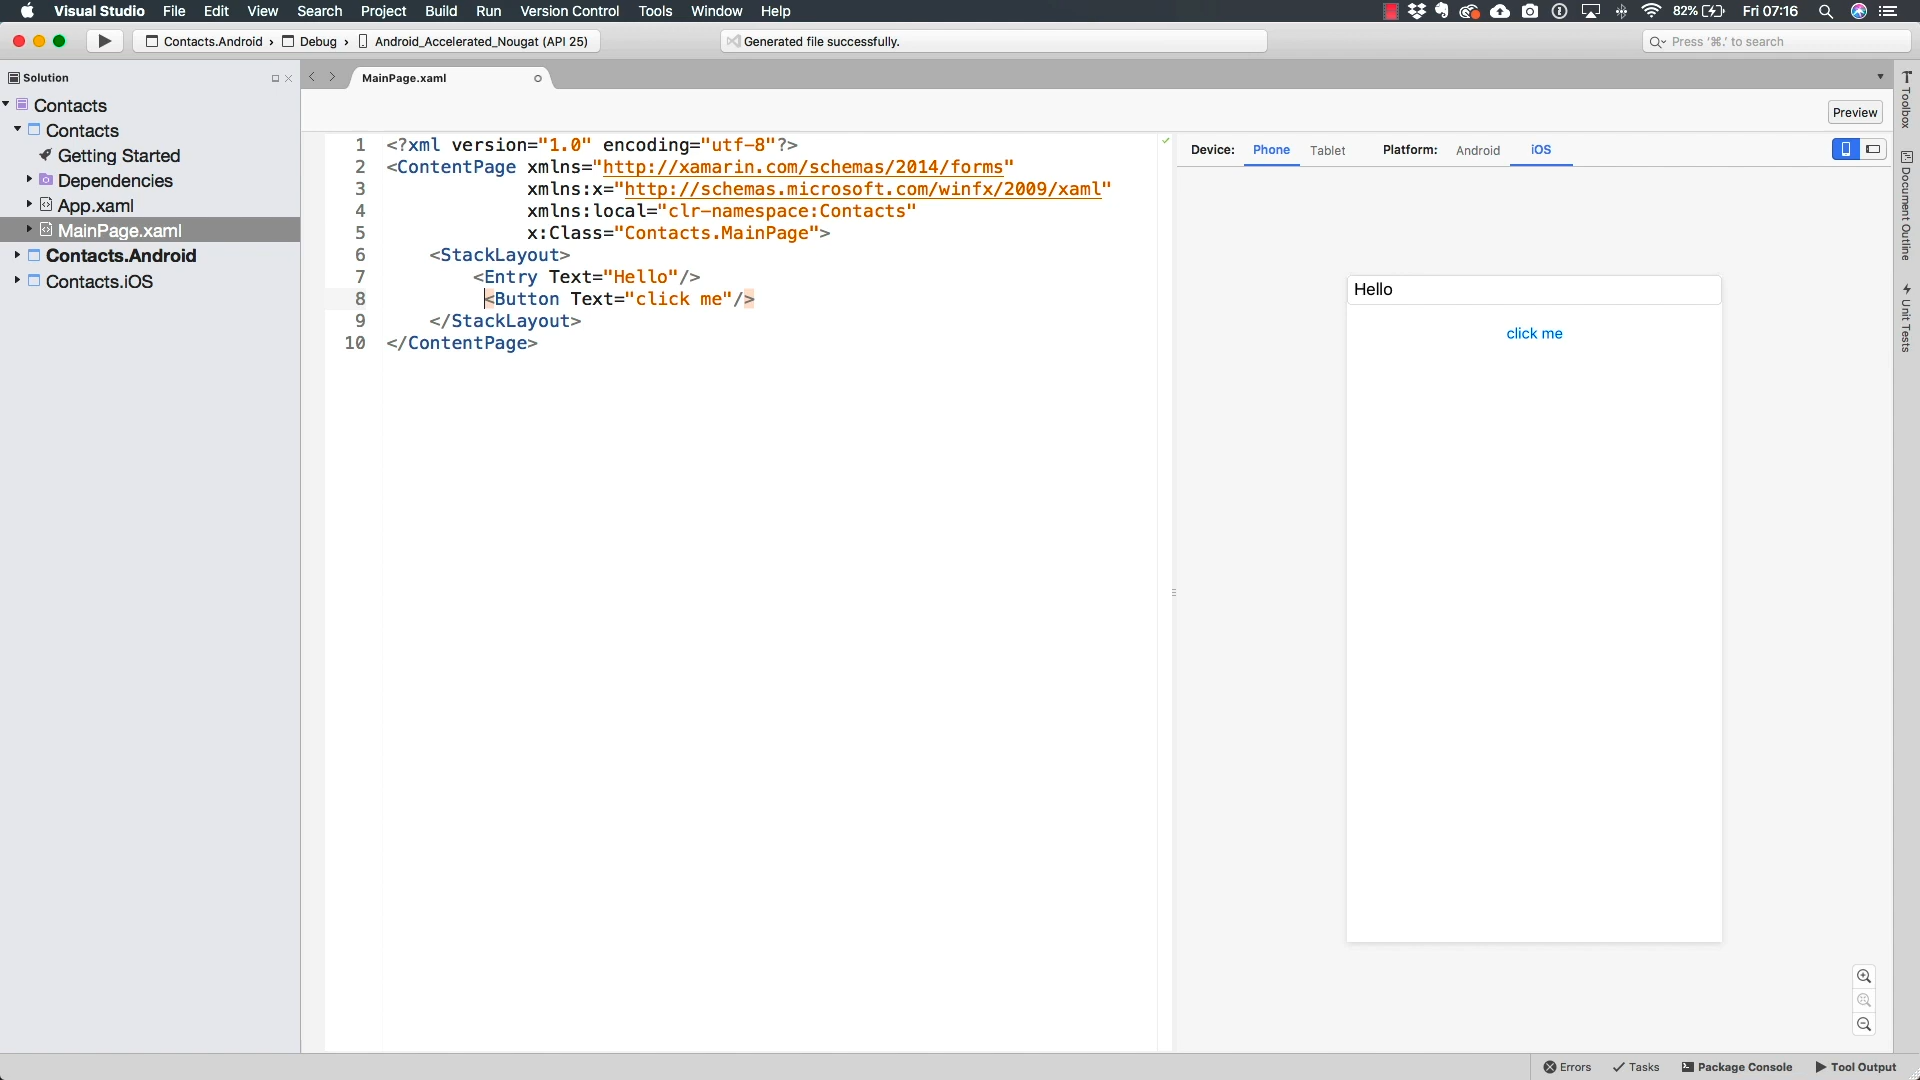 Visual Studio File Edit View Search Project Build Run Version Control Tools Window Help 82% Fri 07:16
Contacts.Android › Debug › Android_Accelerated_Nougat (API 25) Generated file successfully. Press '⌘.' to search
Solution
MainPage.xaml
Contacts
Contacts
Getting Started
Dependencies
App.xaml
MainPage.xaml
Contacts.Android
Contacts.iOS
Preview
1 <?xml version="1.0" encoding="utf-8"?>
2 <ContentPage xmlns="http://xamarin.com/schemas/2014/forms"
3 xmlns:x="http://schemas.microsoft.com/winfx/2009/xaml"
4 xmlns:local="clr-namespace:Contacts"
5 x:Class="Contacts.MainPage">
6 <StackLayout>
7 <Entry Text="Hello"/>
8 <Button Text="click me"/>
9 </StackLayout>
10 </ContentPage>
Device: Phone Tablet Platform: Android iOS
Hello
click me
Toolbox
Document Outline
Unit Tests
Errors Tasks Package Console Tool Output